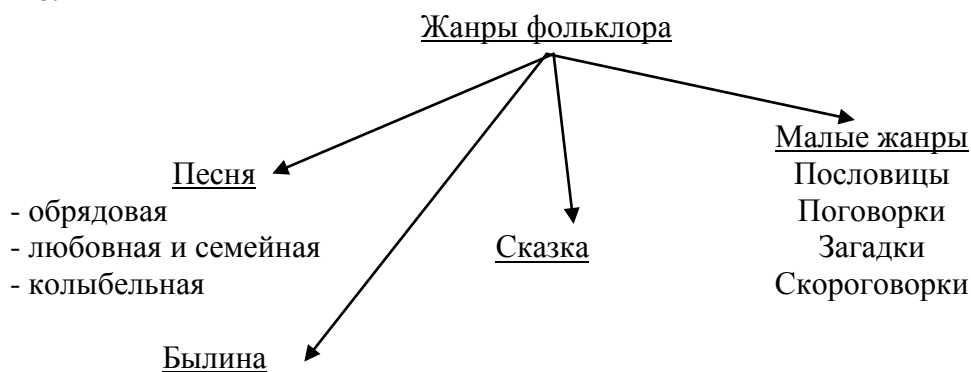 Жанры фольклора
Песня
- обрядовая
- любовная и семейная
- колыбельная
Былина
Сказка
Малые жанры
Пословицы
Поговорки
Загадки
Скороговорки